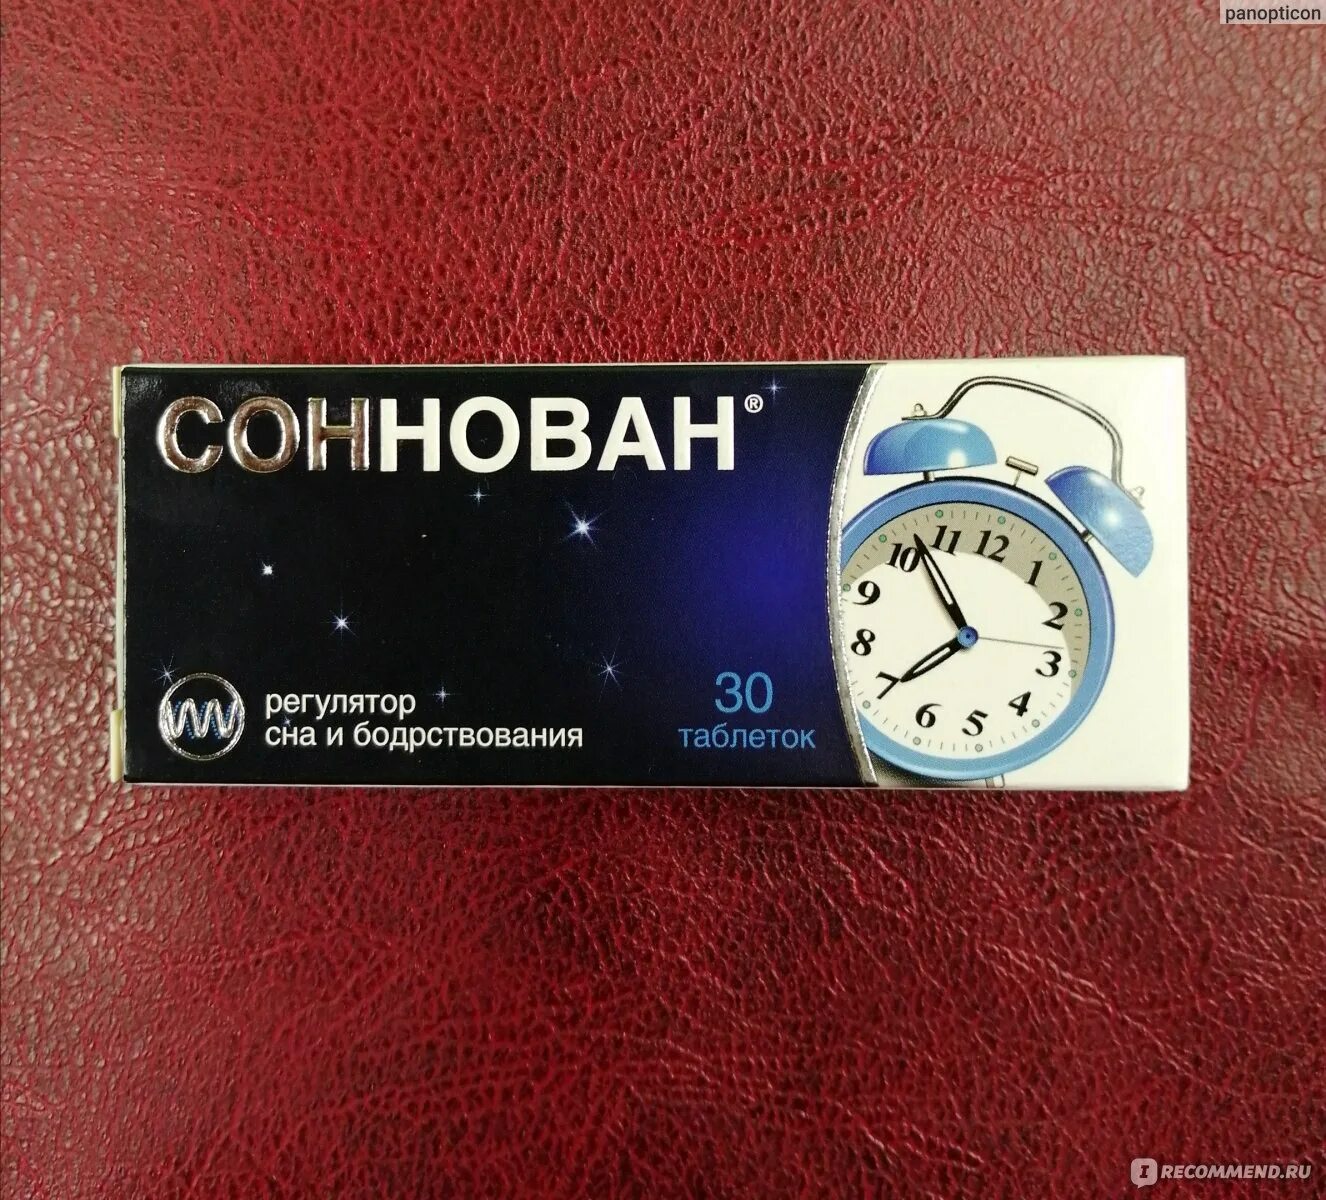 panopticon
СОННОВАН®
регулятор
сна и бодрствования
30
таблеток
11 12 1
10 2
9 3
8 4
7 6 5
I RECOMMEND.RU